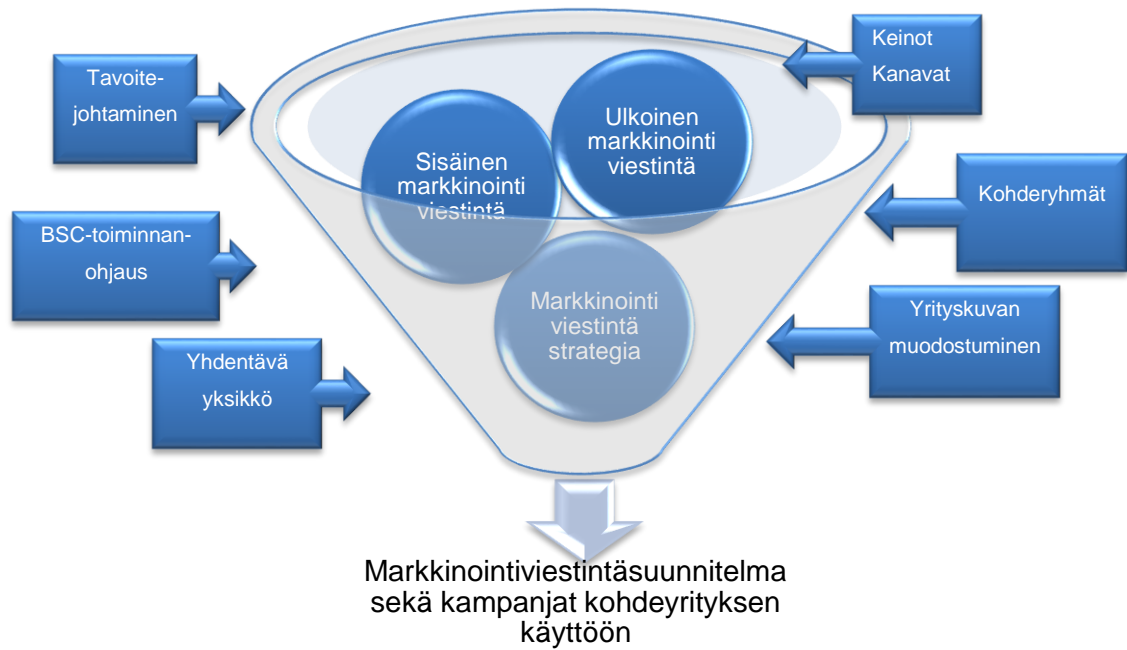 Keinot
Kanavat
Tavoite-
johtaminen
Ulkoinen
markkinointi
viestintä
Sisäinen
markkinointi
viestintä
Kohderyhmät
BSC-toiminnan-
ohjaus
Markkinointi
viestintä
strategia
Yrityskuvan
muodostuminen
Yhdentävä
yksikkö
Markkinointiviestintäsuunnitelma
sekä kampanjat kohdeyrityksen
käyttöön